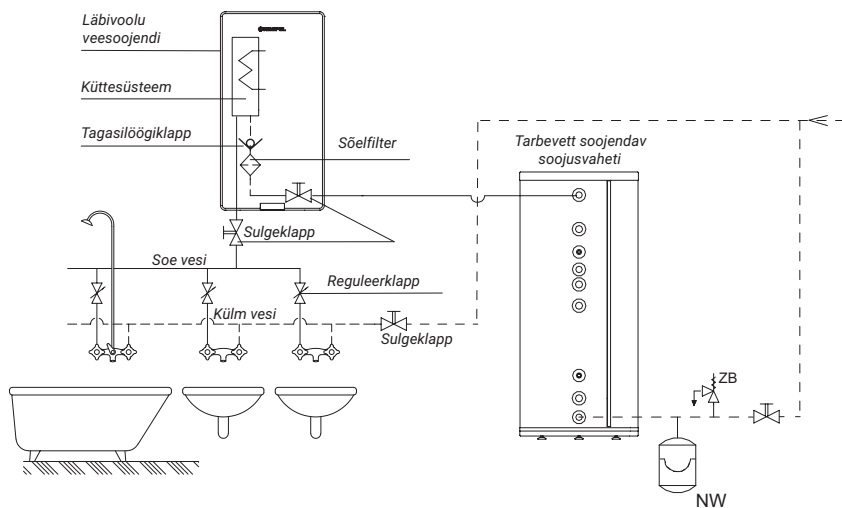 Läbivoolu
veesoojendi
Küttesüsteem
Tagasilöögiklapp
Sõelfilter
Tarbevett soojendav
soojusvaheti
Sulgeklapp
Soe vesi
Reguleerklapp
Külm vesi
Sulgeklapp
ZB
NW